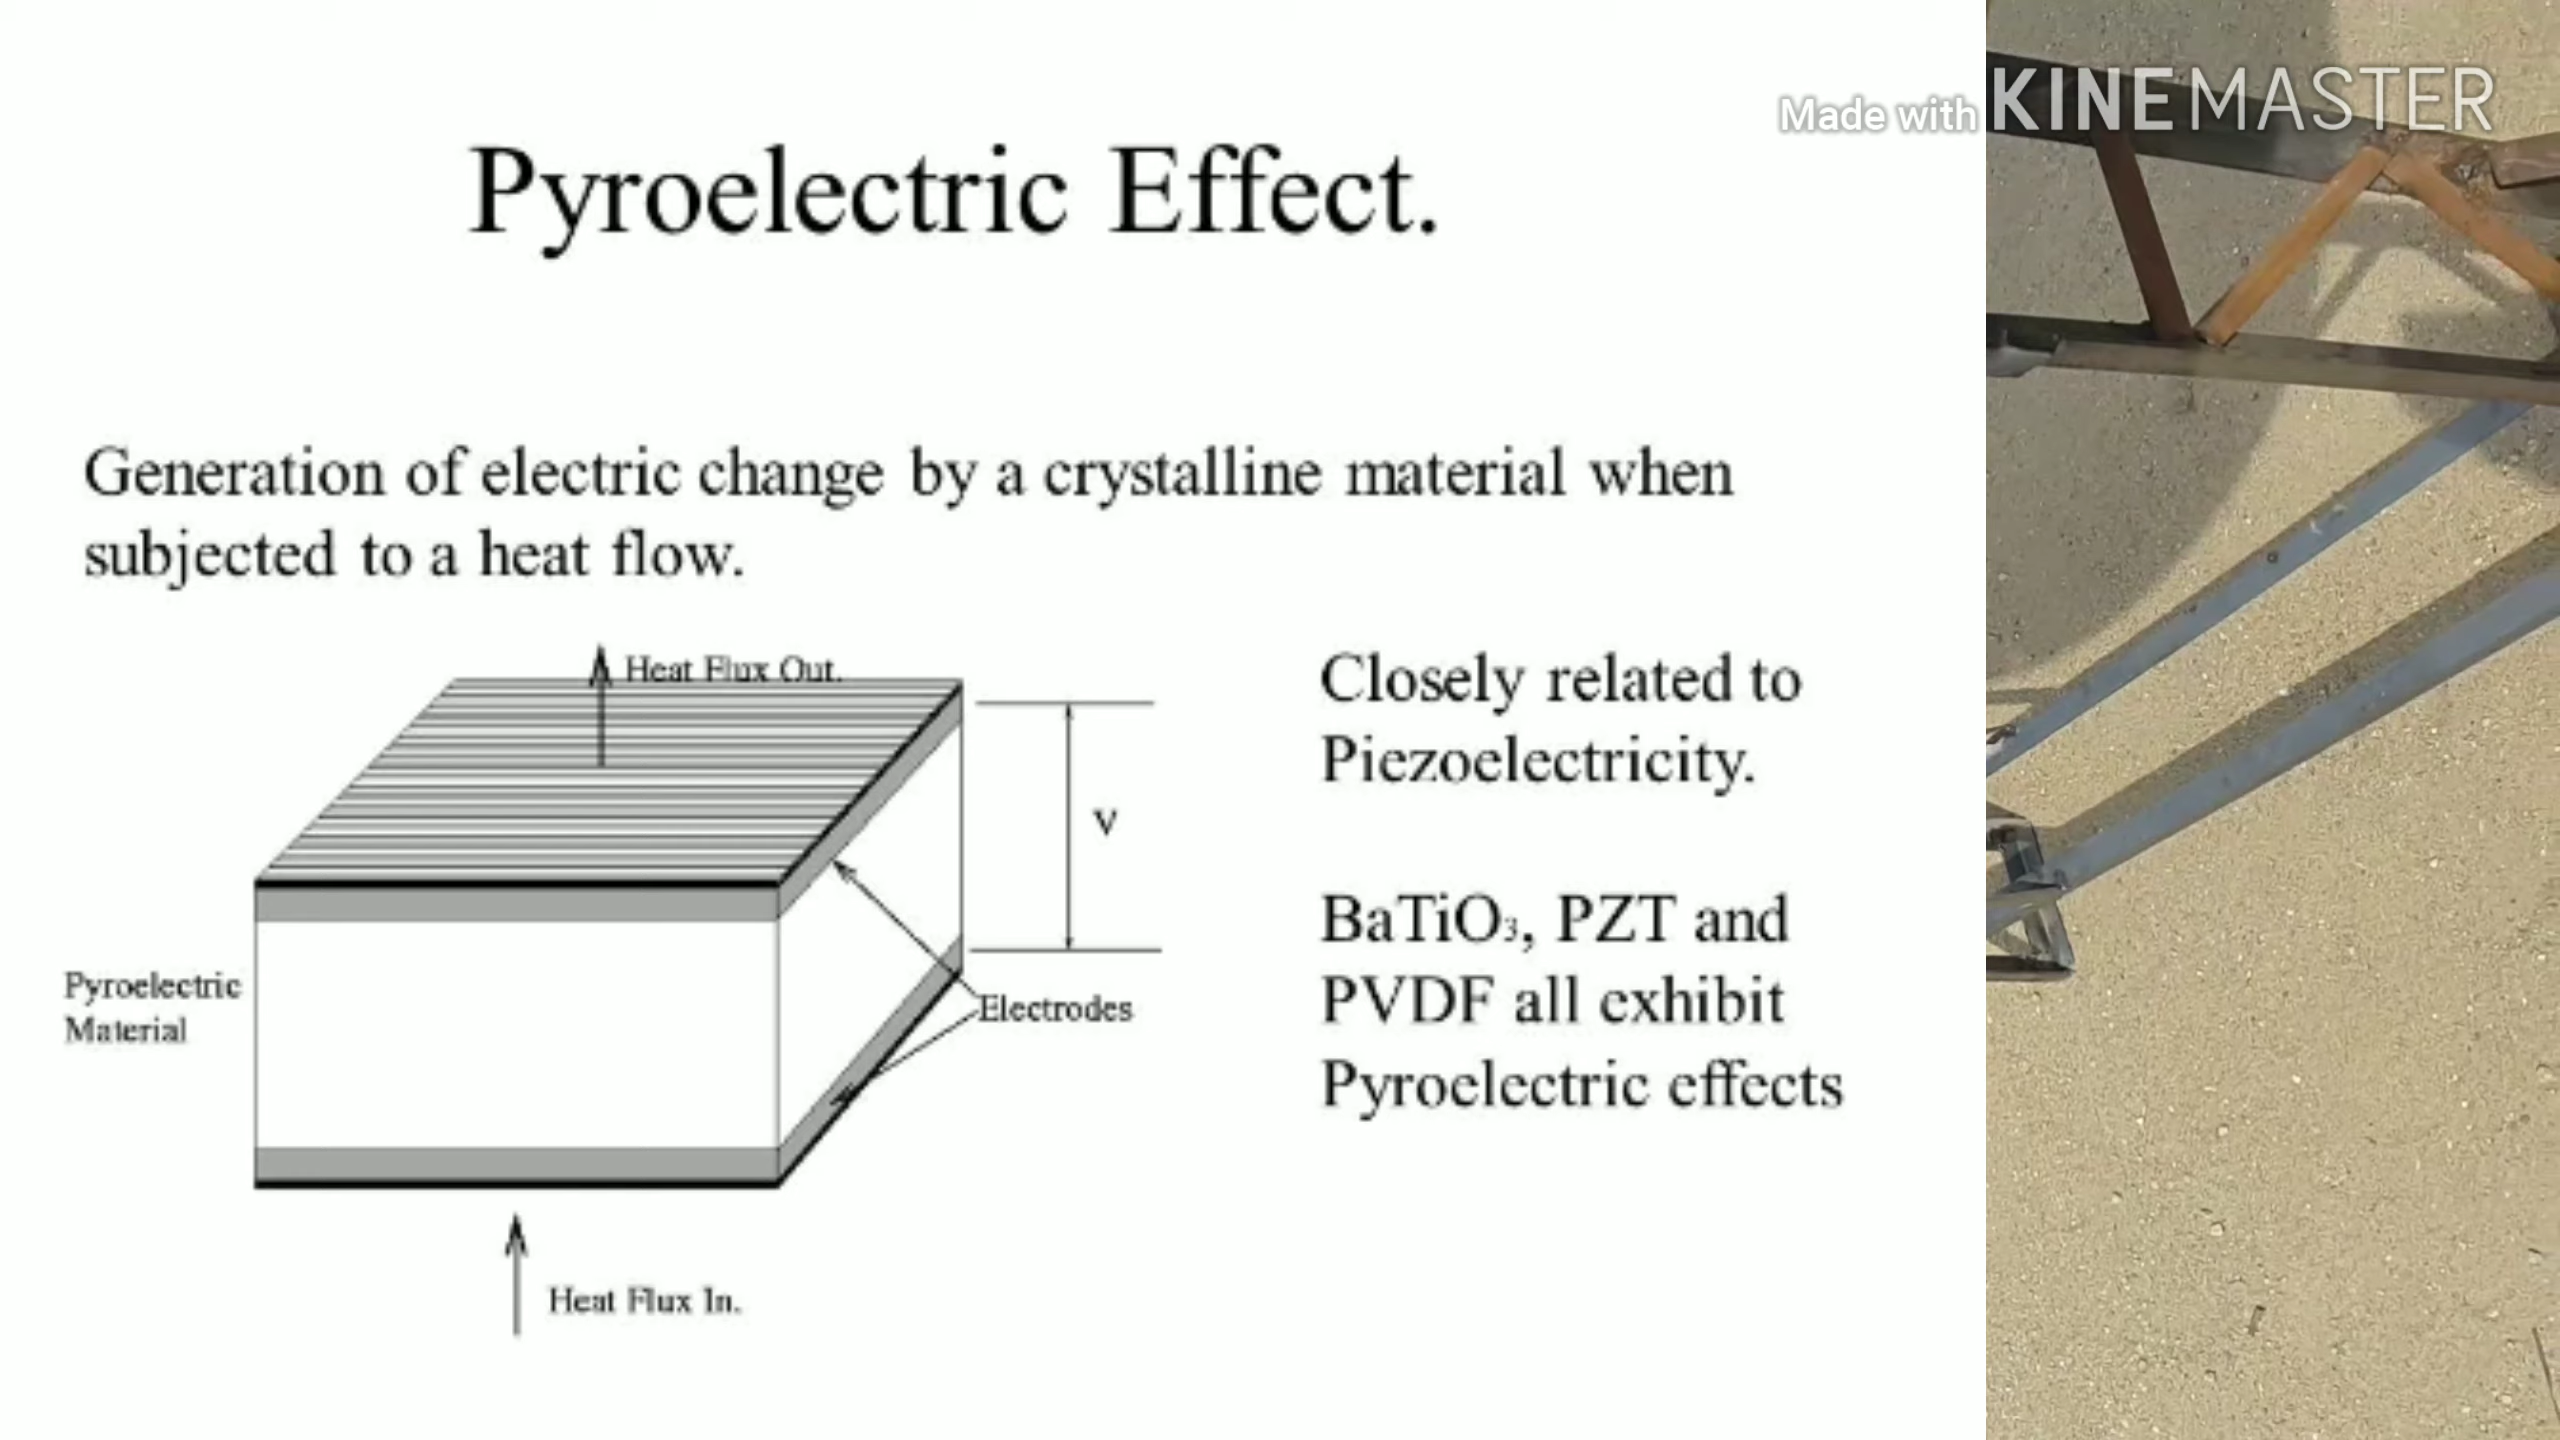 Made with KINEMASTER
Pyroelectric Effect.
Generation of electric change by a crystalline material when
subjected to a heat flow.
Heat Flux Out.
V
Electrodes
Pyroelectric
Material
Heat Flux In.
Closely related to
Piezoelectricity.
BaTiO₃, PZT and
PVDF all exhibit
Pyroelectric effects